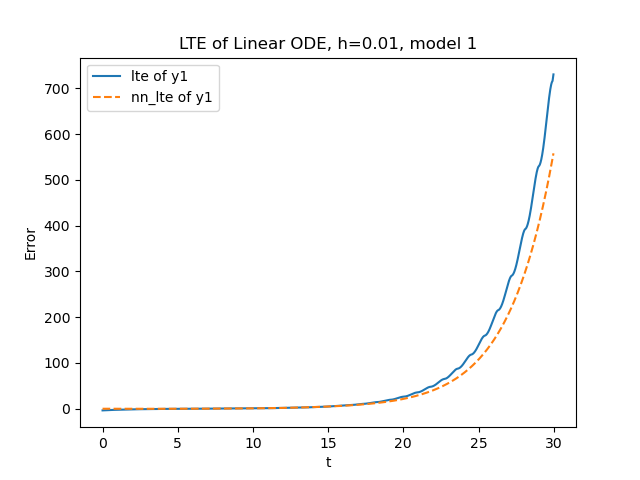 LTE of Linear ODE, h=0.01, model 1
lte of y1
nn_lte of y1
Error
700
600
500
400
300
200
100
0
0 5 10 15 20 25 30
t